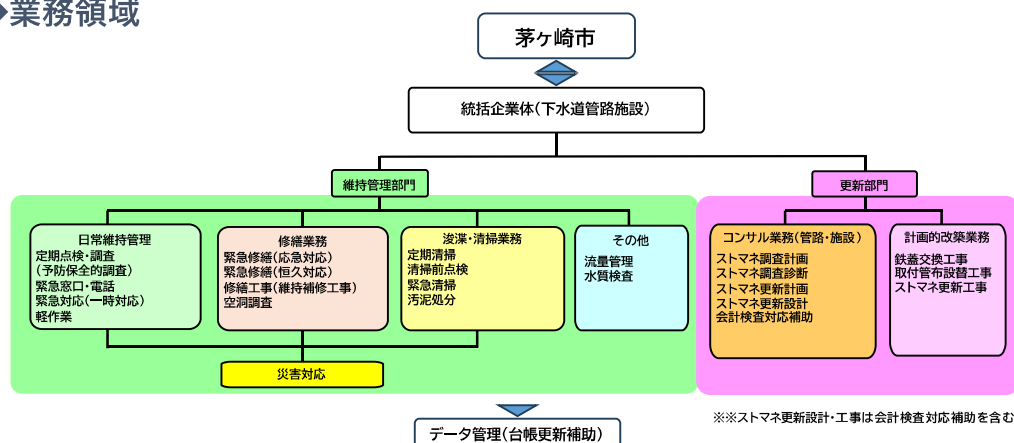 業務領域
茅ヶ崎市
統括企業体(下水道管路施設)
維持管理部門
更新部門
日常維持管理
定期点検・調査
(予防保全的調査)
緊急窓口・電話
緊急対応(一時対応)
軽作業
修繕業務
緊急修繕(応急対応)
緊急修繕(恒久対応)
修繕工事(維持補修工事)
空洞調査
浚渫・清掃業務
定期清掃
清掃前点検
緊急清掃
汚泥処分
その他
流量管理
水質検査
コンサル業務(管路・施設)
ストマネ調査計画
ストマネ調査診断
ストマネ更新計画
ストマネ更新設計
会計検査対応補助
計画的改築業務
鉄蓋交換工事
取付管布設替工事
ストマネ更新工事
災害対応
※※ストマネ更新設計・工事は会計検査対応補助を含む
データ管理(台帳更新補助)